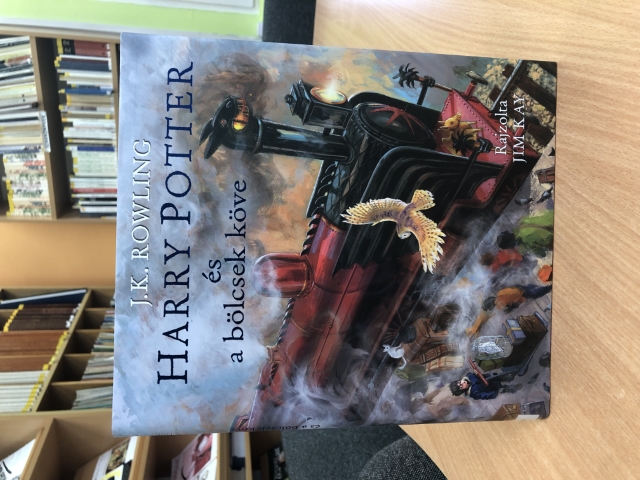 J.K. ROWLING
HARRY POTTER
és
a bölcsek köve
Rajzolta
JIM KAY